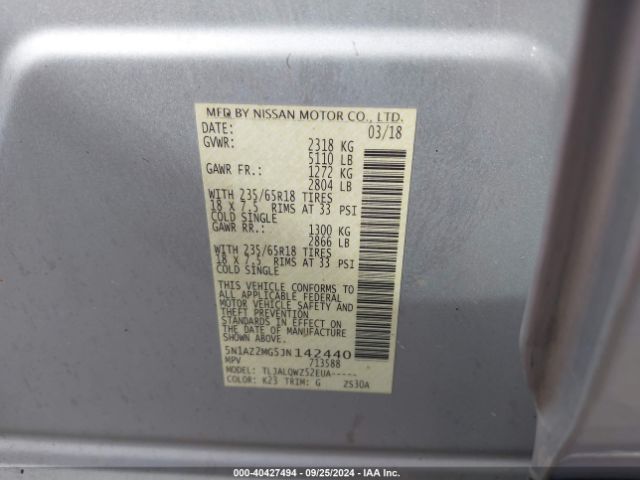 MFD BY NISSAN MOTOR CO., LTD.
DATE: 03/18
GVWR: 2318 KG
5110 LB
GAWR FR.: 1272 KG
2804 LB
WITH 235/65R18 TIRES
18 X 7.5 RIMS AT 33 PSI
COLD SINGLE
GAWR RR.: 1300 KG
2866 LB
WITH 235/65R18 TIRES
18 X 7.5 RIMS AT 33 PSI
COLD SINGLE
THIS VEHICLE CONFORMS TO
ALL APPLICABLE FEDERAL
MOTOR VEHICLE SAFETY AND
THEFT PREVENTION
STANDARDS IN EFFECT ON
THE DATE OF MANUFACTURE
SHOWN ABOVE.
5N1AZ2MG5JN142440
MPV 713588
MODEL: TLJALQWZ52EUA-----
COLOR: K23 TRIM: G ZS30A
000 - 40427494 - 09/25/2024 - IAA Inc.